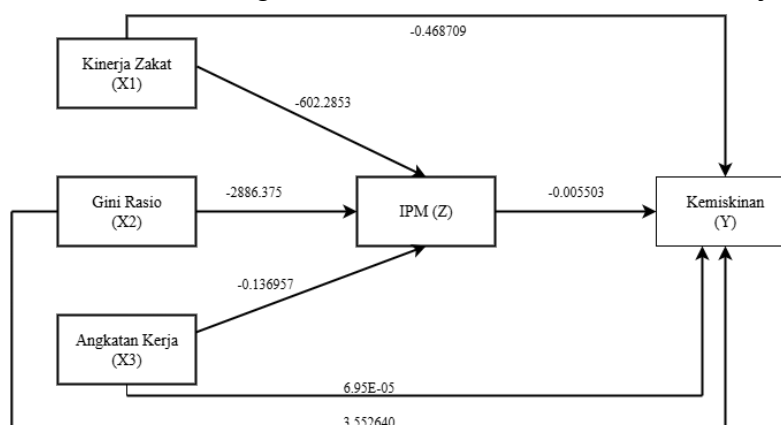 -0.468709
Kinerja Zakat
(X1)
-602.2853
Gini Rasio
(X2)
-2886.375
IPM (Z)
-0.005503
Kemiskinan
(Y)
-0.136957
Angkatan Kerja
(X3)
6.95E-05
3.552640